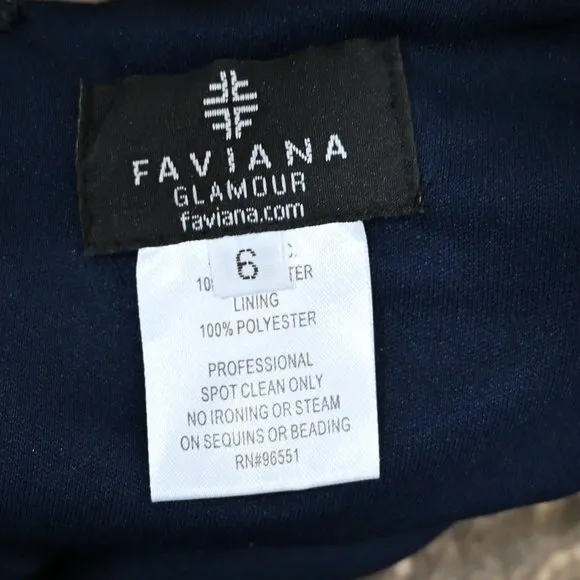 FAVIANA
GLAMOUR
faviana.com
6
LINING
100% POLYESTER
PROFESSIONAL
SPOT CLEAN ONLY
NO IRONING OR STEAM
ON SEQUINS OR BEADING
RN#96551